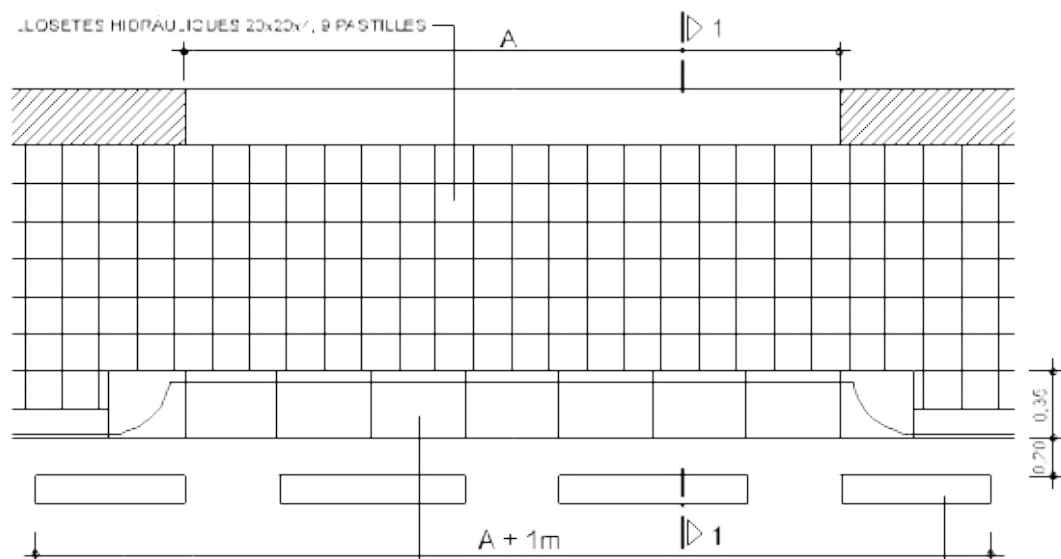 LLOSETES HIDRÀULIQUES 20x20x4, 9 PASTILLES
A
1
0,35
0,20
A + 1m
1